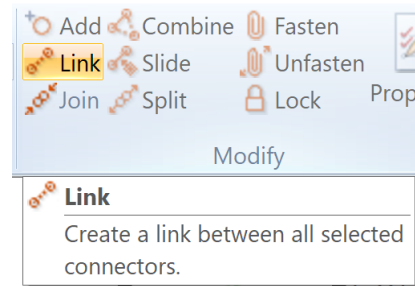 Add Combine Fasten
Link Slide Unfasten
Join Split Lock
Prop
Modify
Link
Create a link between all selected
connectors.